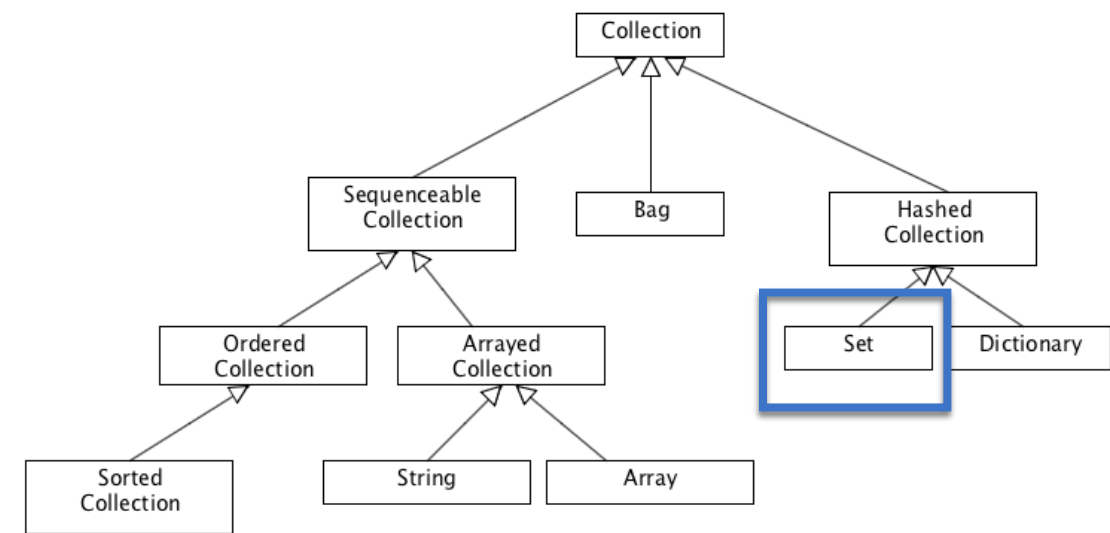 Collection
Sequenceable
Collection
Bag
Hashed
Collection
Ordered
Collection
Arrayed
Collection
Set
Dictionary
Sorted
Collection
String
Array